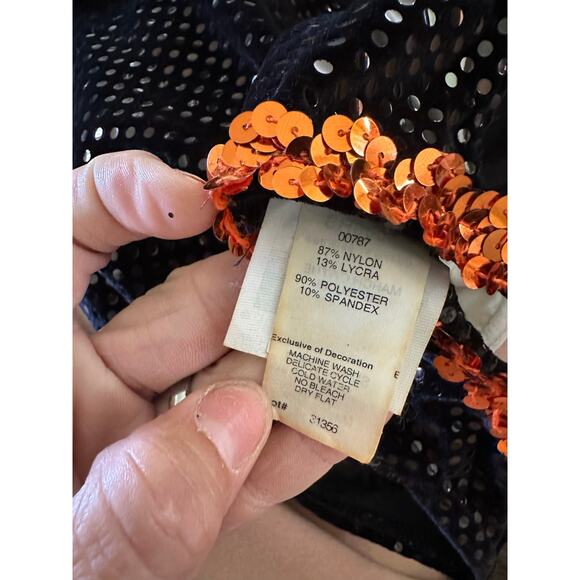 00787
87% NYLON
13% LYCRA
90% POLYESTER
10% SPANDEX
Exclusive of Decoration
MACHINE WASH
DELICATE CYCLE
COLD WATER
NO BLEACH
DRY FLAT
ot# 31356
E